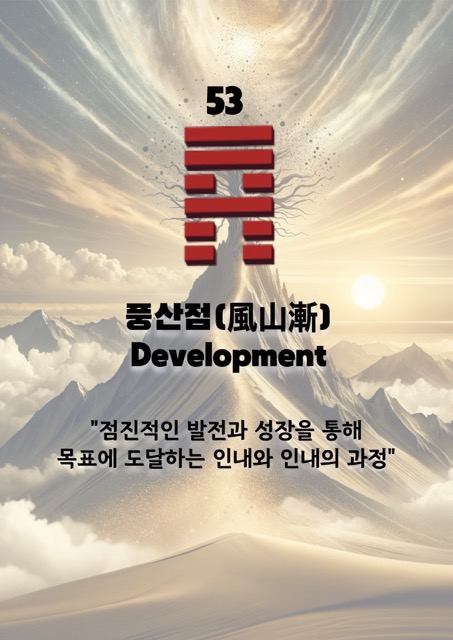 53
풍산점(風山漸)
Development
"점진적인 발전과 성장을 통해
목표에 도달하는 인내와 인내의 과정"